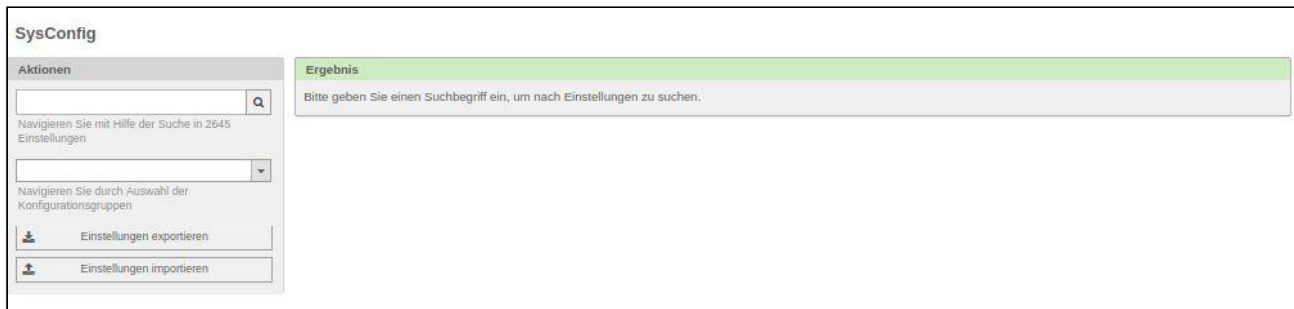 SysConfig
Aktionen
Navigieren Sie mit Hilfe der Suche in 2645
Einstellungen
Navigieren Sie durch Auswahl der
Konfigurationsgruppen
Einstellungen exportieren
Einstellungen importieren
Ergebnis
Bitte geben Sie einen Suchbegriff ein, um nach Einstellungen zu suchen.